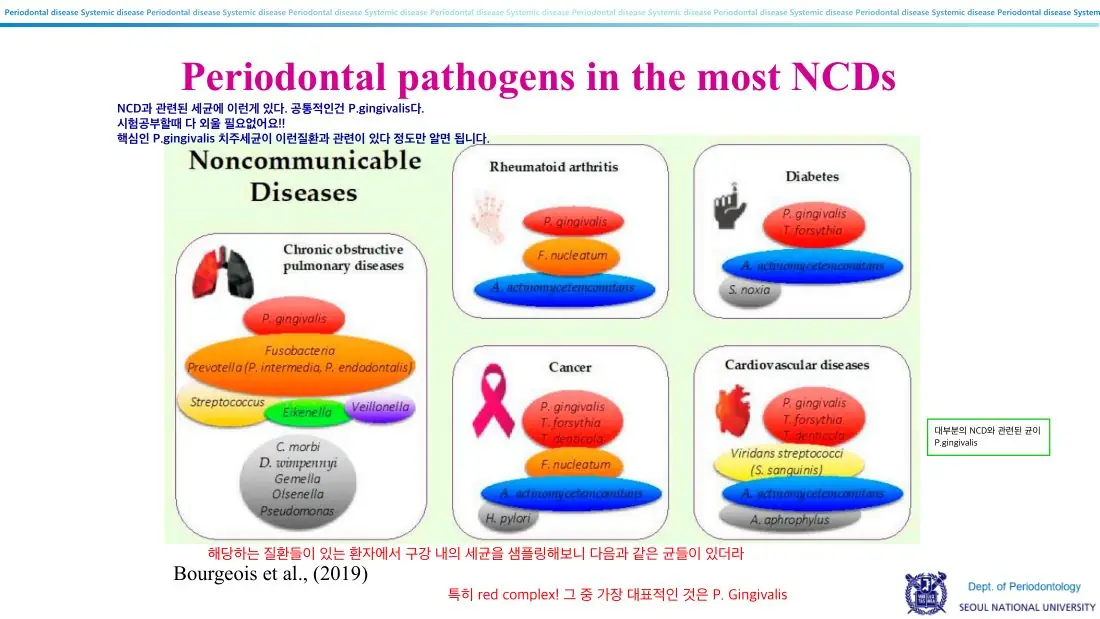 Periodontal disease Systemic disease Periodontal disease Systemic disease Periodontal disease Systemic disease Periodontal disease Systemic disease Periodontal disease Systemic disease Periodontal disease Systemic disease Periodontal disease Systemic disease Periodontal disease System
Periodontal pathogens in the most NCDs
NCD과 관련된 세균에 이런게 있다. 공통적인건 P.gingivalis다.
시험공부할때 다 외울 필요없어요!!
핵심인 P.gingivalis 치주세균이 이런질환과 관련이 있다 정도만 알면 됩니다.
Noncommunicable
Diseases
Chronic obstructive
pulmonary diseases
P. gingivalis
Fusobacteria
Prevotella (P. intermedia, P. endodontalis)
Streptococcus
Eikenella
Veillonella
C. morbi
D. wimpennyi
Gemella
Olsenella
Pseudomonas
Rheumatoid arthritis
P. gingivalis
F. nucleatum
A. actinomycetemcomitans
Diabetes
P. gingivalis
T. forsythia
A. actinomycetemcomitans
S. noxia
Cancer
P. gingivalis
T. forsythia
T. denticola
F. nucleatum
A. actinomycetemcomitans
H. pylori
Cardiovascular diseases
P. gingivalis
T. forsythia
T. denticola
Viridans streptococci
(S. sanguinis)
A. actinomycetemcomitans
A. aphrophylus
대부분의 NCD와 관련된 균이
P.gingivalis
해당하는 질환들이 있는 환자에서 구강 내의 세균을 샘플링해보니 다음과 같은 균들이 있더라
Bourgeois et al., (2019)
특히 red complex! 그 중 가장 대표적인 것은 P. Gingivalis
Dept. of Periodontology
SEOUL NATIONAL UNIVERSITY